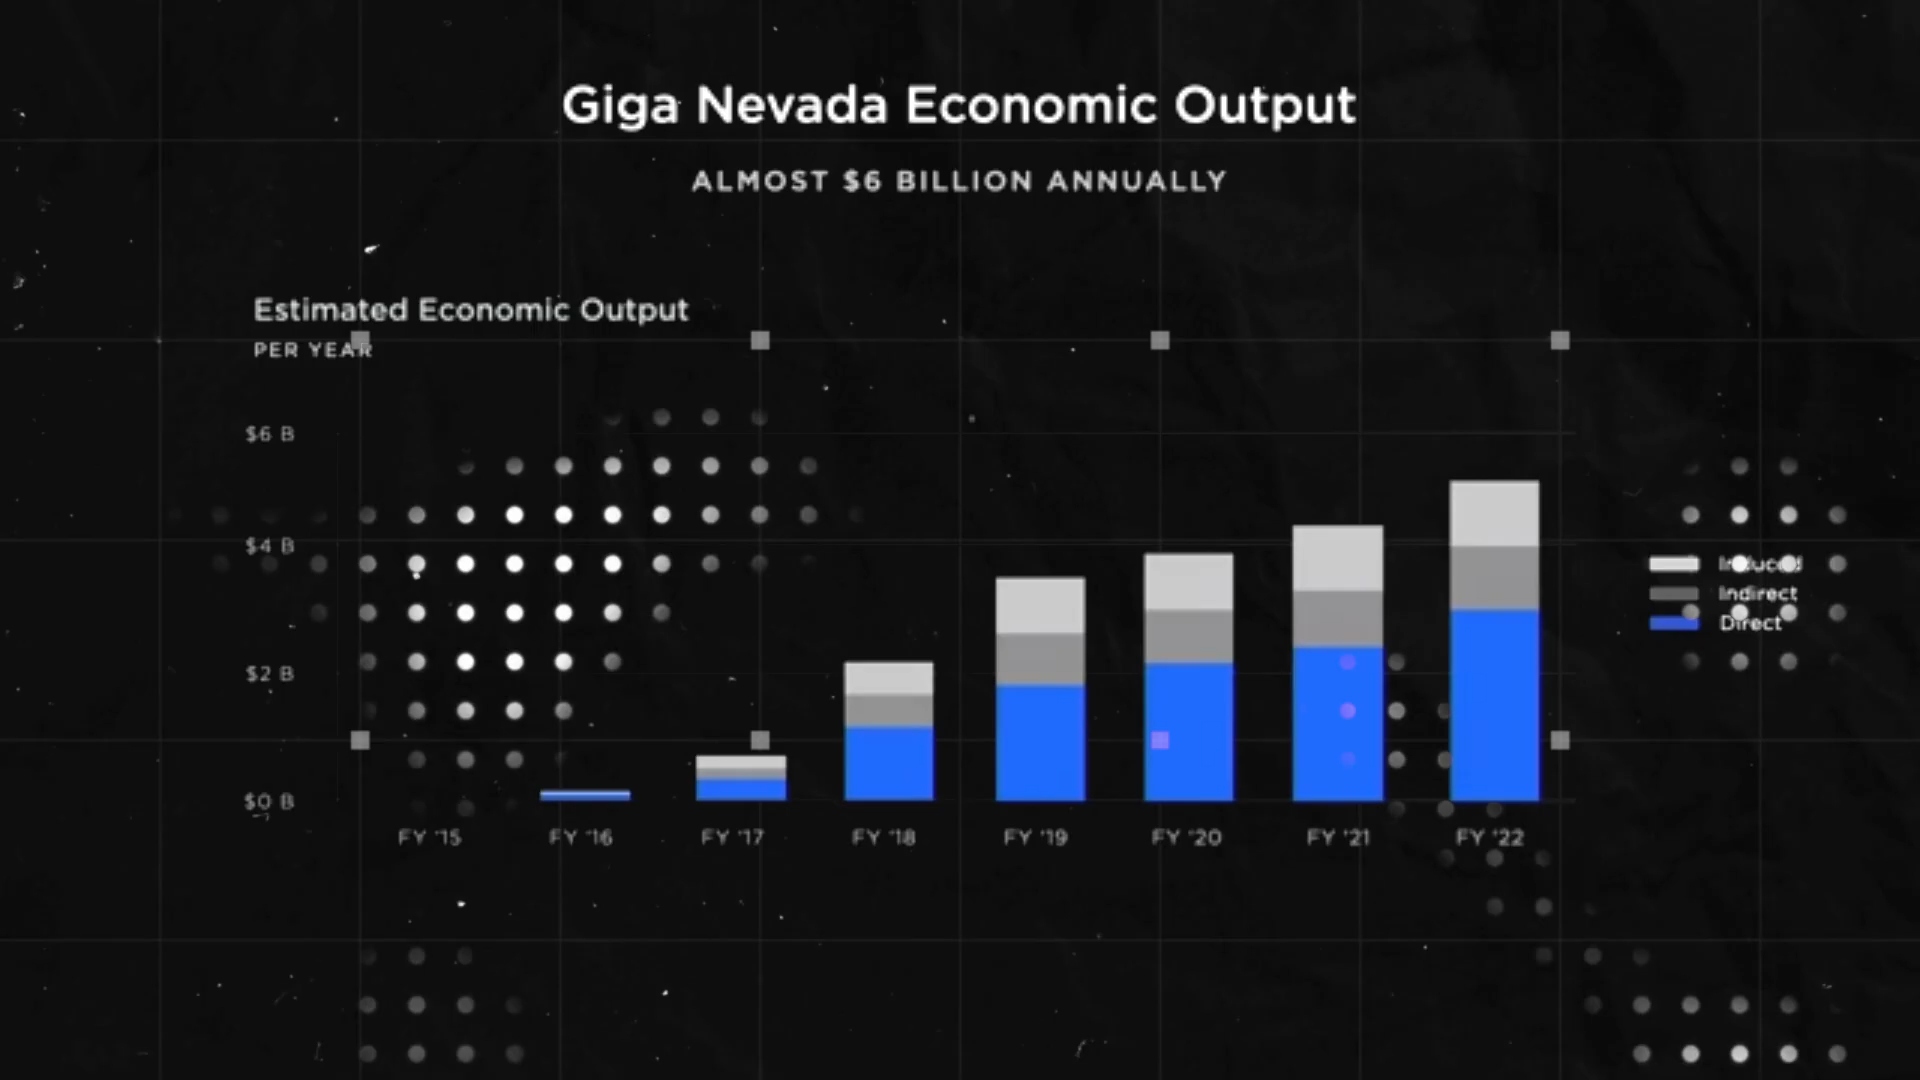 Giga Nevada Economic Output
ALMOST $6 BILLION ANNUALLY
Estimated Economic Output
PER YEAR
$6 B
$4 B
$2 B
$0 B
FY '15 FY '16 FY '17 FY '18 FY '19 FY '20 FY '21 FY '22
Induced
Indirect
Direct